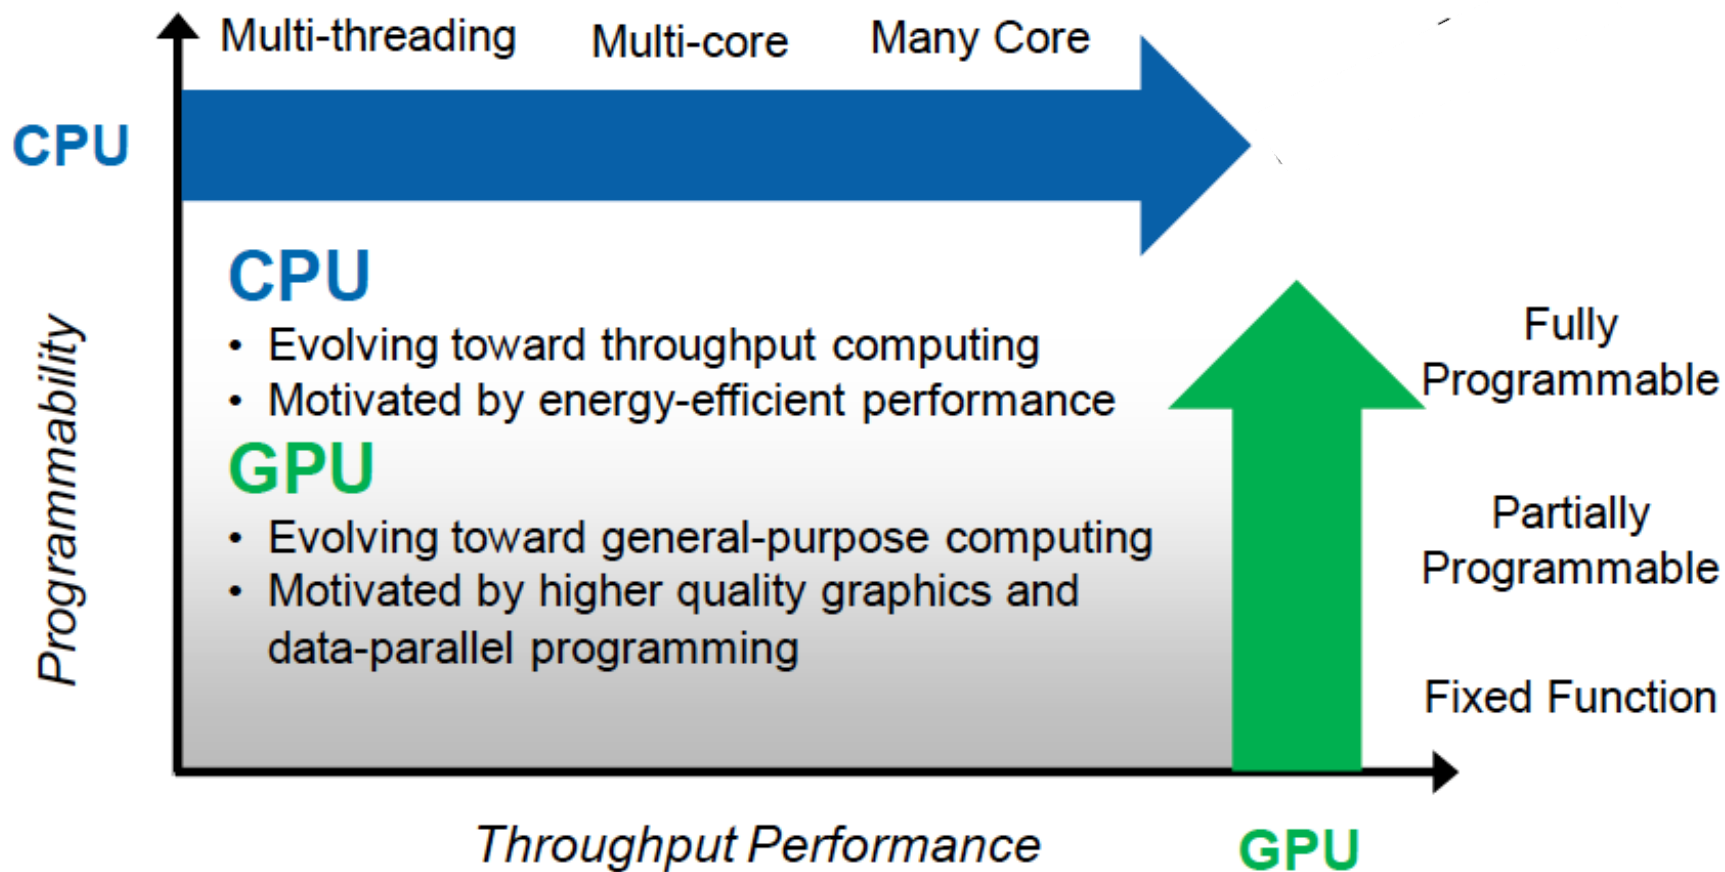 Multi-threading Multi-core Many Core
CPU
CPU
• Evolving toward throughput computing
• Motivated by energy-efficient performance
GPU
• Evolving toward general-purpose computing
• Motivated by higher quality graphics and
data-parallel programming
Fully
Programmable
Partially
Programmable
Fixed Function
Programmability
Throughput Performance
GPU